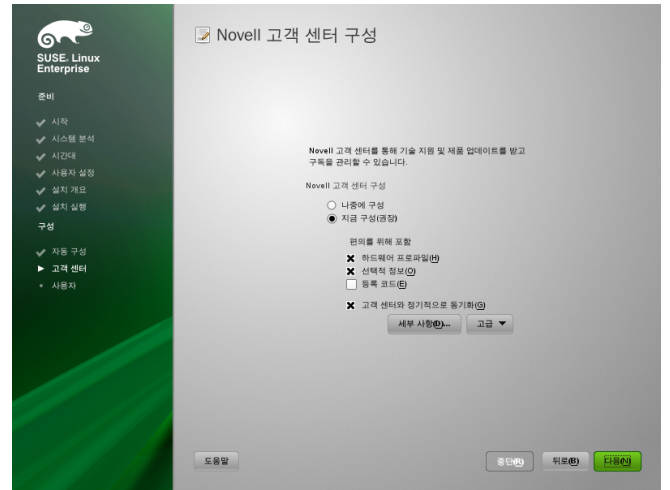 SUSE. Linux
Enterprise
준비
시작
시스템 분석
시간대
사용자 설정
설치 개요
설치 실행
구성
자동 구성
고객 센터
사용자
Novell 고객 센터 구성
Novell 고객 센터를 통해 기술 지원 및 제품 업데이트를 받고
구독을 관리할 수 있습니다.
Novell 고객 센터 구성
나중에 구성
지금 구성(권장)
편의를 위해 포함
하드웨어 프로파일(H)
선택적 정보(O)
등록 코드(E)
고객 센터와 정기적으로 동기화(G)
세부 사항(D)...
고급
도움말
중단(R)
뒤로(B)
다음(N)